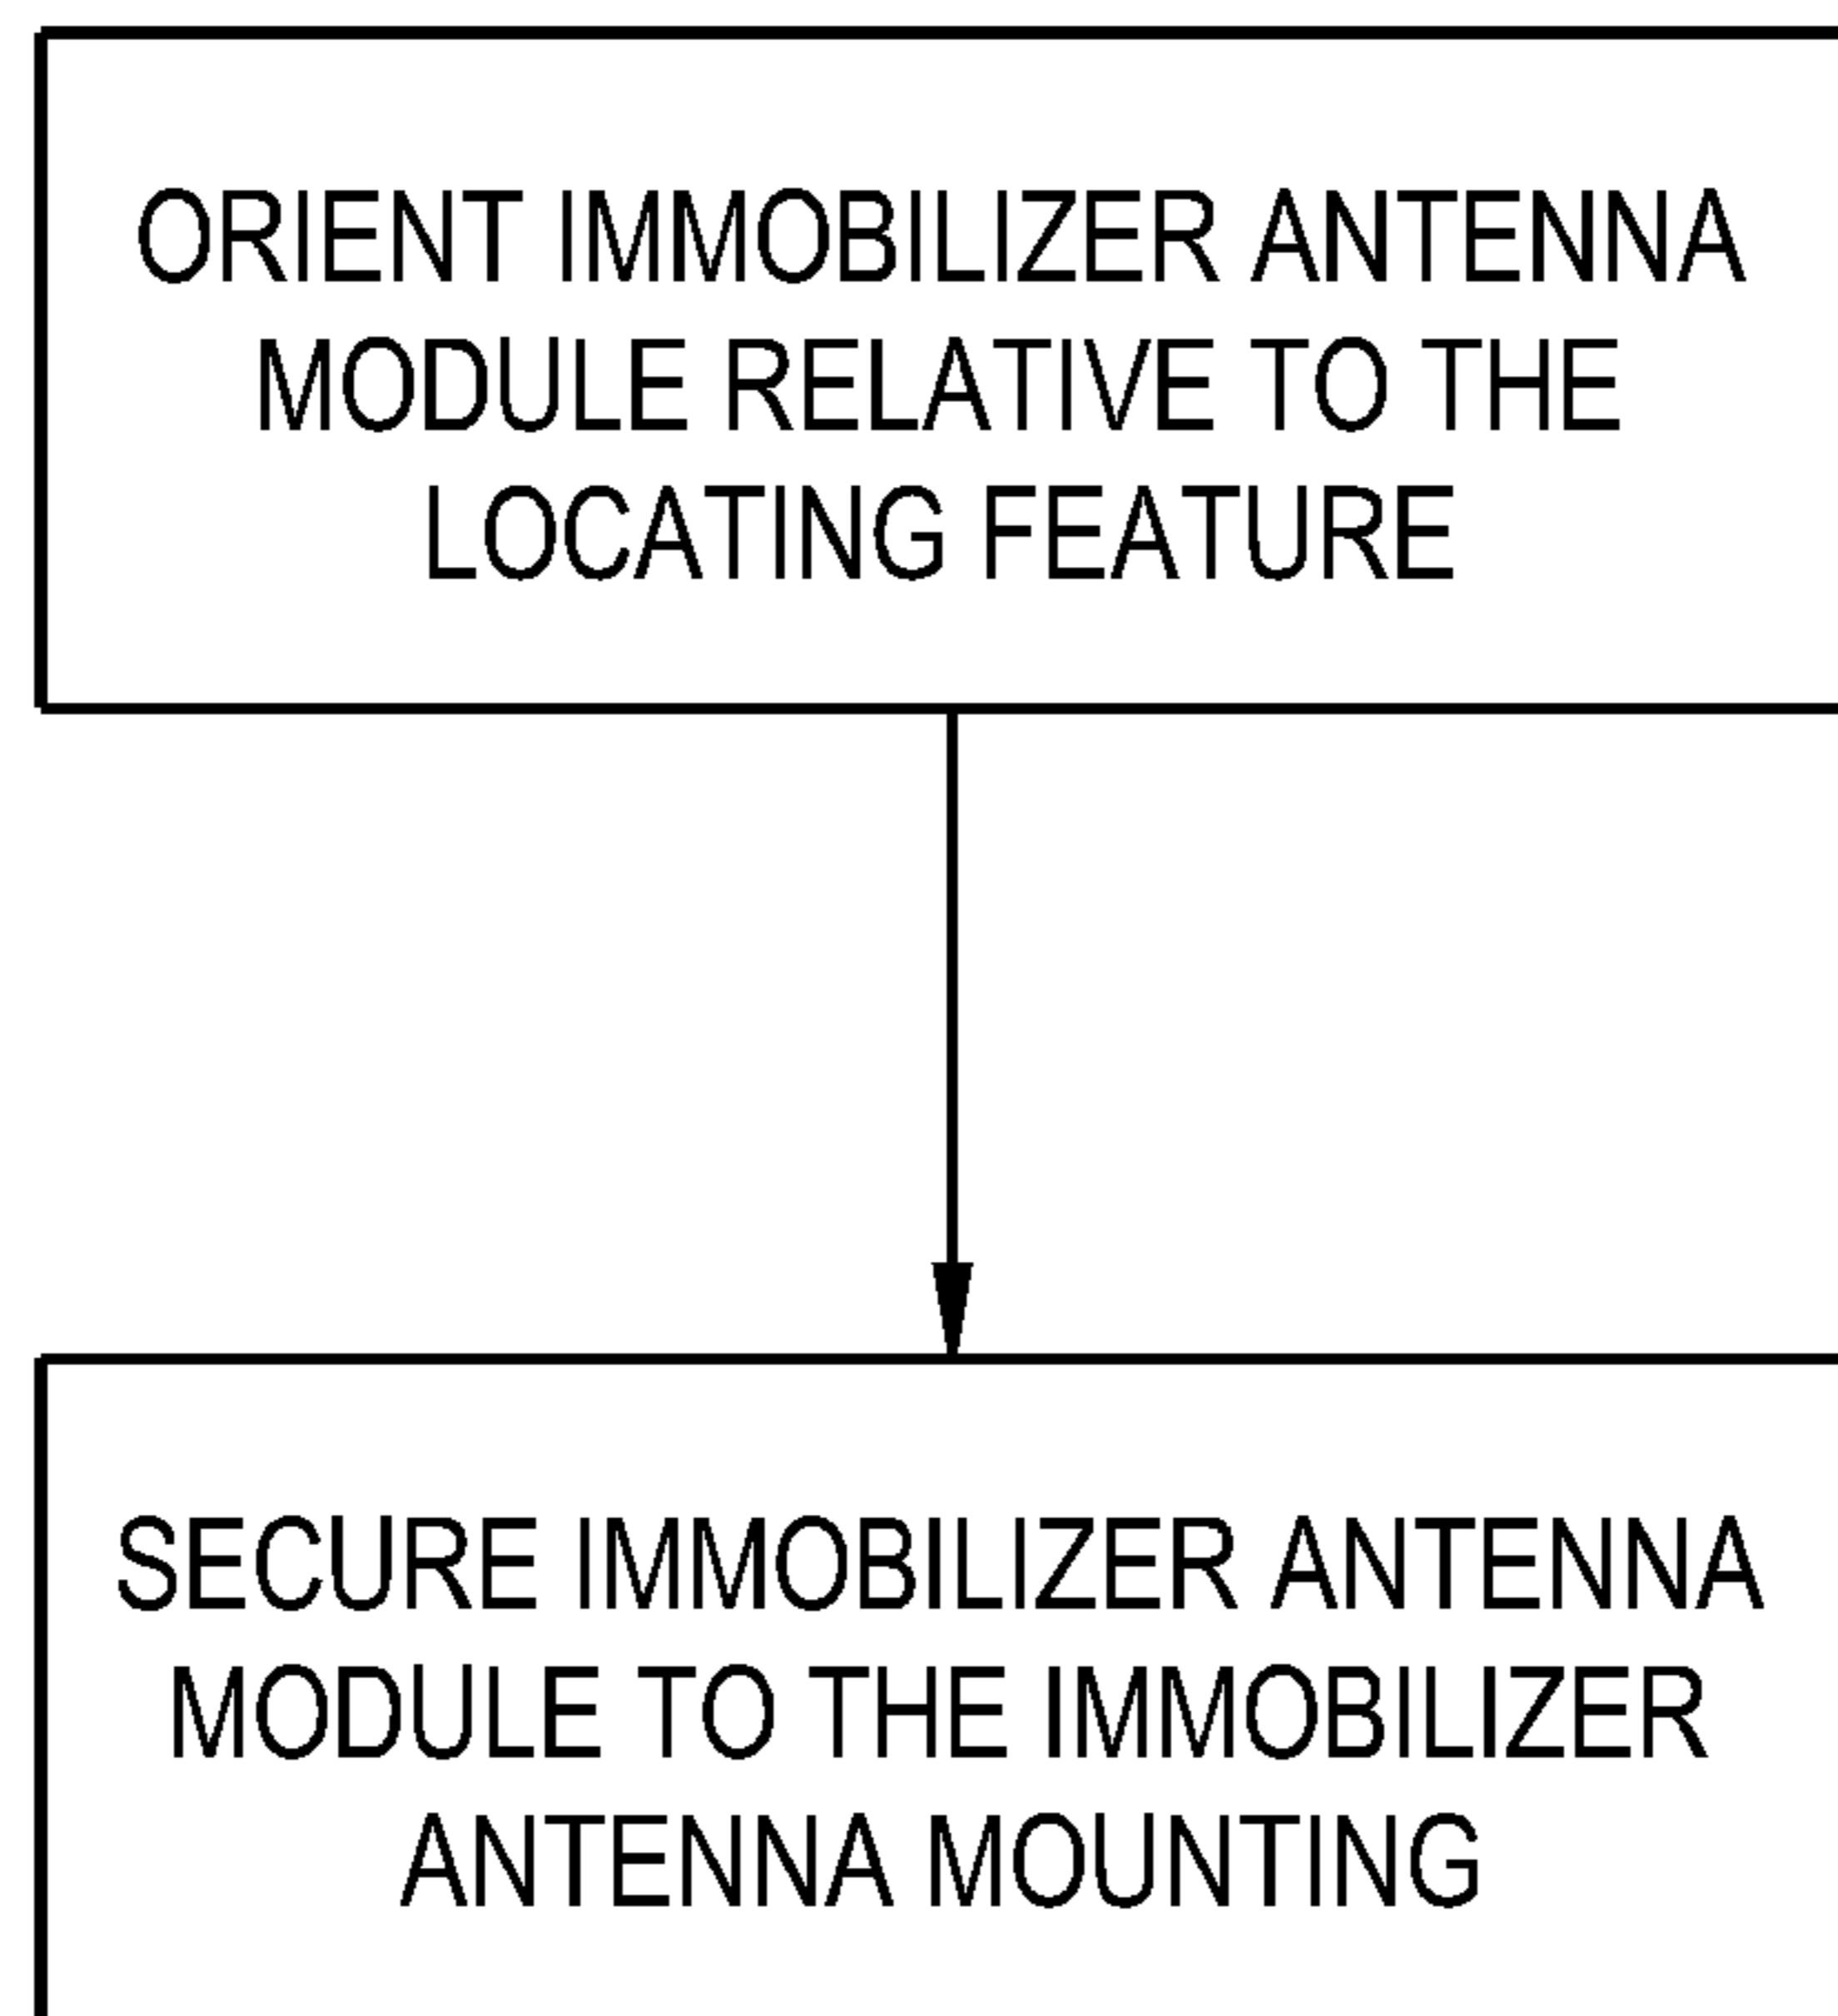 ORIENT IMMOBILIZER ANTENNA
MODULE RELATIVE TO THE
LOCATING FEATURE
SECURE IMMOBILIZER ANTENNA
MODULE TO THE IMMOBILIZER
ANTENNA MOUNTING